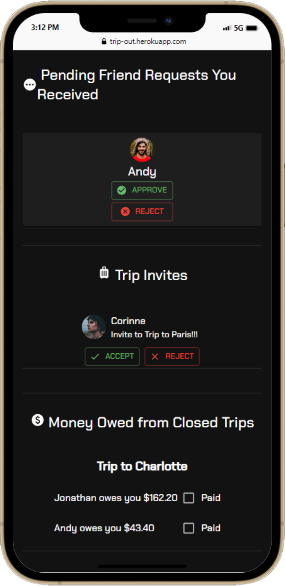 3:12 PM 5G
trip-out.herokuapp.com
Pending Friend Requests You
Received
Andy
APPROVE
REJECT
Trip Invites
Corinne
Invite to Trip to Paris!!!
ACCEPT REJECT
Money Owed from Closed Trips
Trip to Charlotte
Jonathan owes you $162.20 Paid
Andy owes you $43.40 Paid